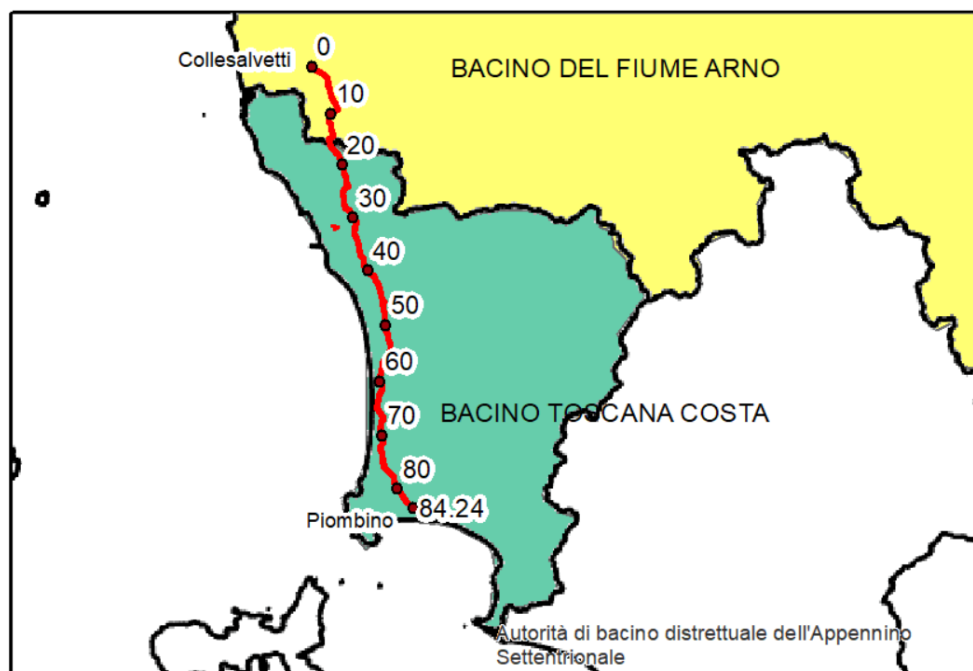 0
Collesalvetti
BACINO DEL FIUME ARNO
10
20
30
40
50
60
70
BACINO TOSCANA COSTA
80
84.24
Piombino
Autorità di bacino distrettuale dell'Appennino
Settentrionale